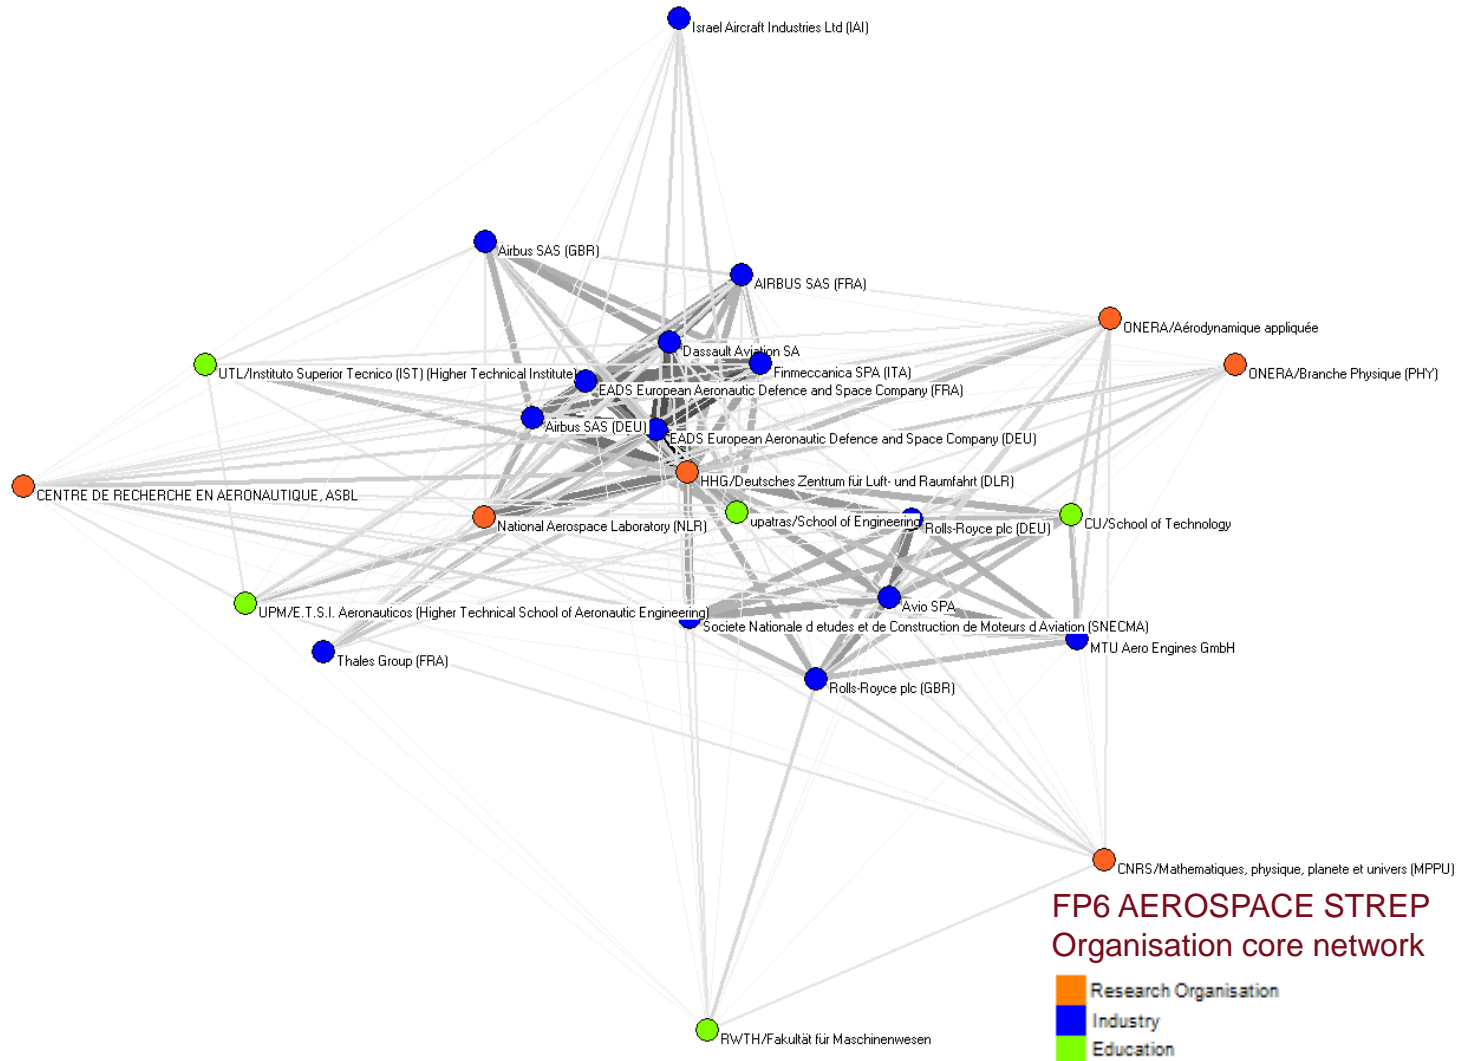 Israel Aircraft Industries Ltd (IAI)
Airbus SAS (GBR)
AIRBUS SAS (FRA)
ONERA/Aérodynamique appliquée
Dassault Aviation SA
UTL/Instituto Superior Tecnico (IST) (Higher Technical Institute)
Finmeccanica SPA (ITA)
ONERA/Branche Physique (PHY)
EADS European Aeronautic Defence and Space Company (FRA)
Airbus SAS (DEU)
EADS European Aeronautic Defence and Space Company (DEU)
HHG/Deutsches Zentrum für Luft- und Raumfahrt (DLR)
CENTRE DE RECHERCHE EN AERONAUTIQUE, ASBL
National Aerospace Laboratory (NLR)
upatras/School of Engineering
Rolls-Royce plc (DEU)
CU/School of Technology
Avio SPA
UPM/E.T.S.I. Aeronauticos (Higher Technical School of Aeronautic Engineering)
Societe Nationale d etudes et de Construction de Moteurs d Aviation (SNECMA)
MTU Aero Engines GmbH
Thales Group (FRA)
Rolls-Royce plc (GBR)
CNRS/Mathematiques, physique, planete et univers (MPPU)
FP6 AEROSPACE STREP
Organisation core network
Research Organisation
Industry
Education
RWTH/Fakultät für Maschinenwesen